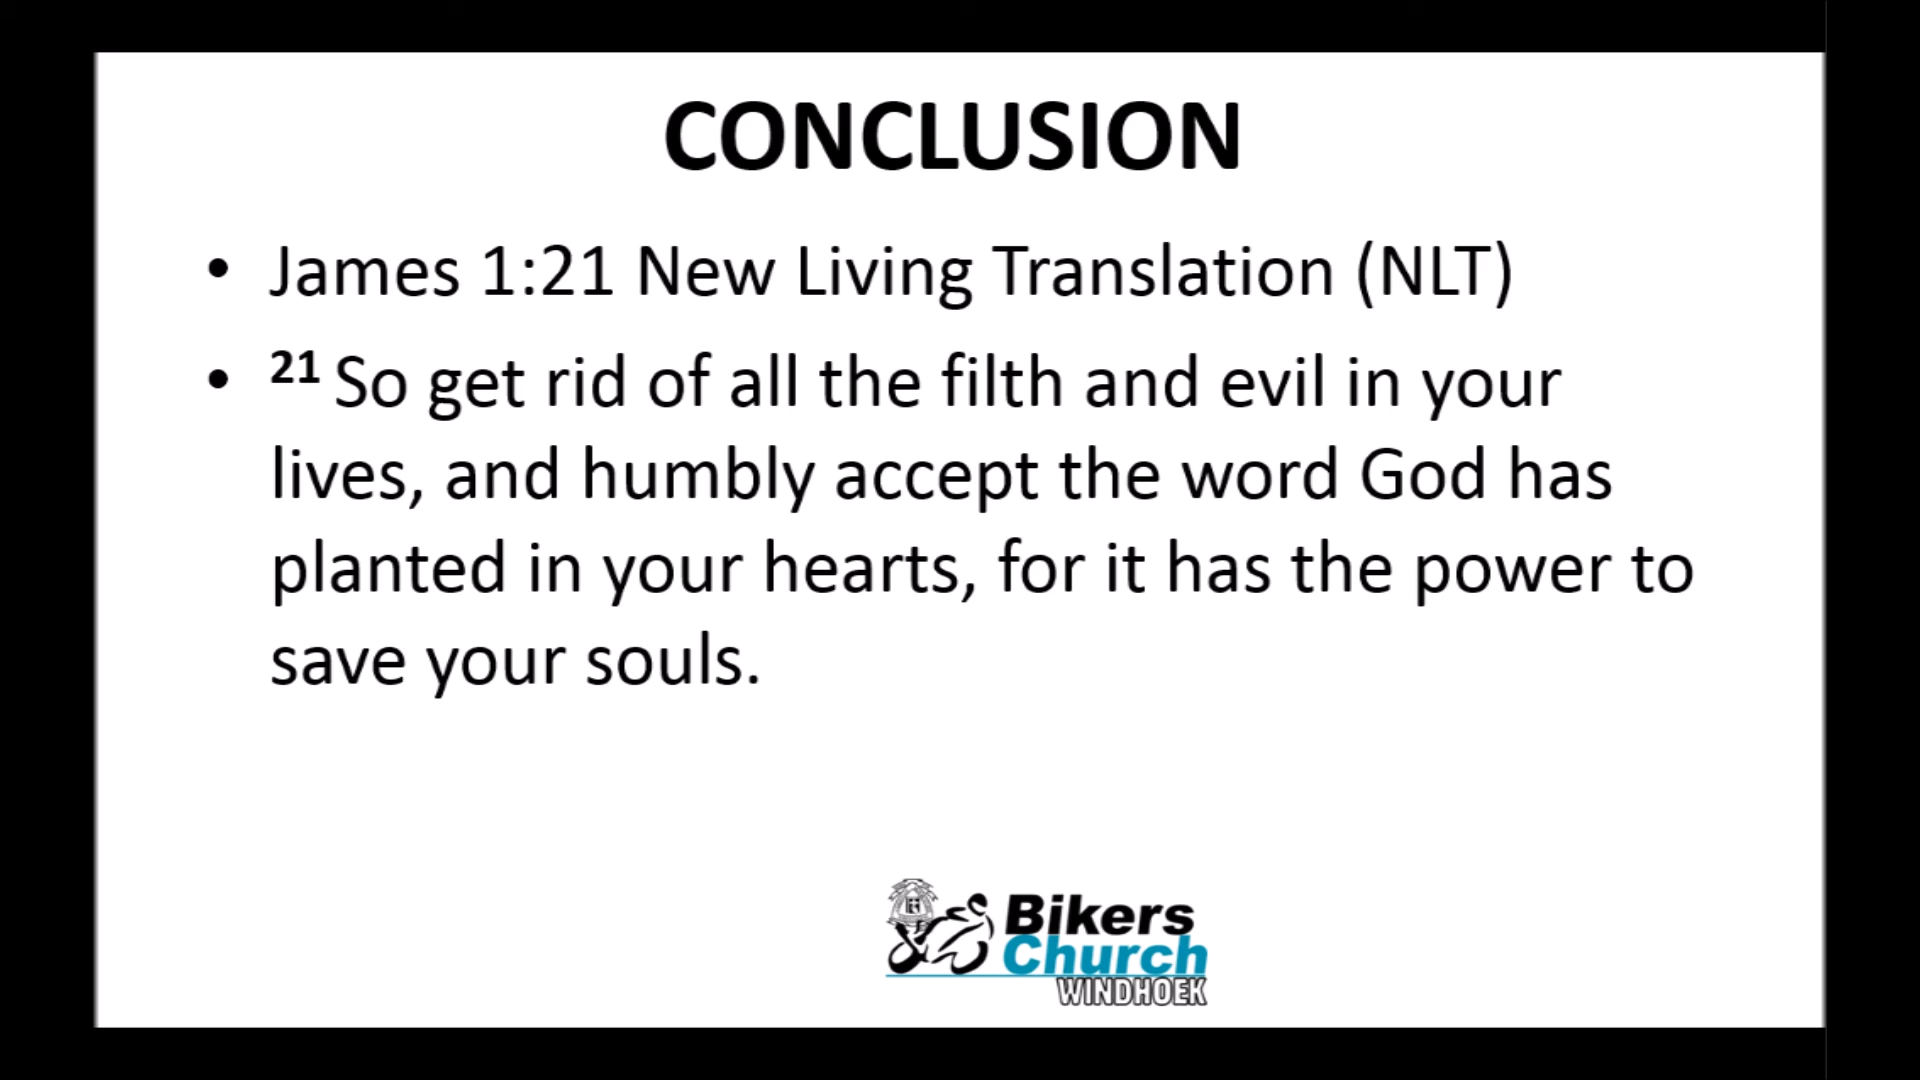 CONCLUSION
• James 1:21 New Living Translation (NLT)
• 21 So get rid of all the filth and evil in your
lives, and humbly accept the word God has
planted in your hearts, for it has the power to
save your souls.
Bikers
Church
WINDHOEK